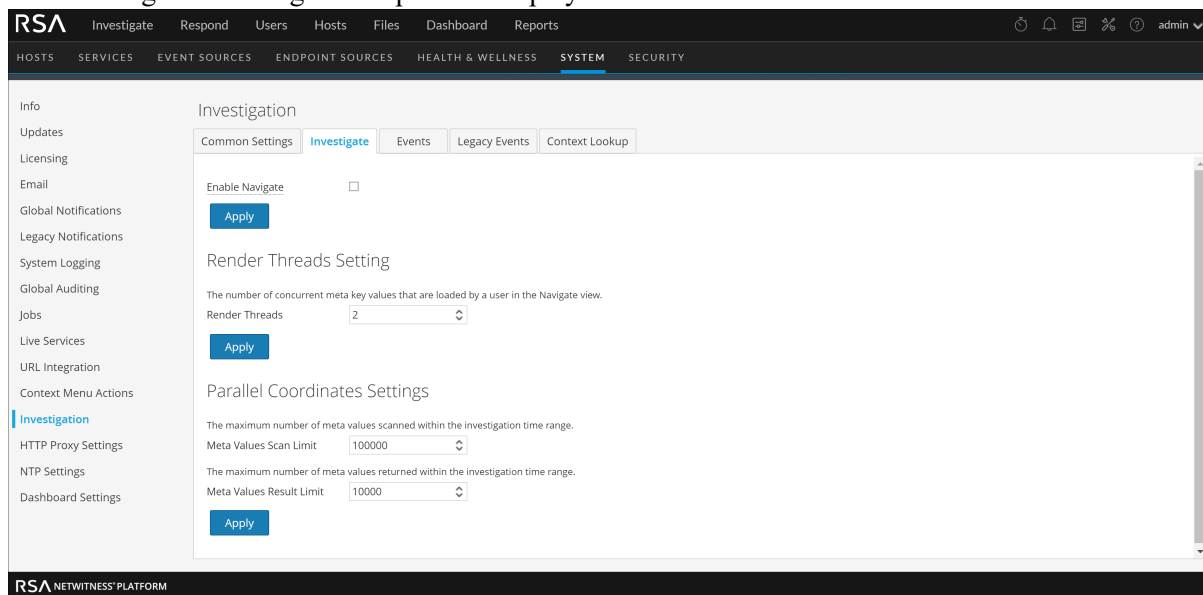 RSA Investigate Respond Users Hosts Files Dashboard Reports admin
HOSTS SERVICES EVENT SOURCES ENDPOINT SOURCES HEALTH & WELLNESS SYSTEM SECURITY
Info
Updates
Licensing
Email
Global Notifications
Legacy Notifications
System Logging
Global Auditing
Jobs
Live Services
URL Integration
Context Menu Actions
Investigation
HTTP Proxy Settings
NTP Settings
Dashboard Settings
Investigation
Common Settings Investigate Events Legacy Events Context Lookup
Enable Navigate
Apply
Render Threads Setting
The number of concurrent meta key values that are loaded by a user in the Navigate view.
Render Threads 2
Apply
Parallel Coordinates Settings
The maximum number of meta values scanned within the investigation time range.
Meta Values Scan Limit 100000
The maximum number of meta values returned within the investigation time range.
Meta Values Result Limit 10000
Apply
RSA NETWITNESS® PLATFORM